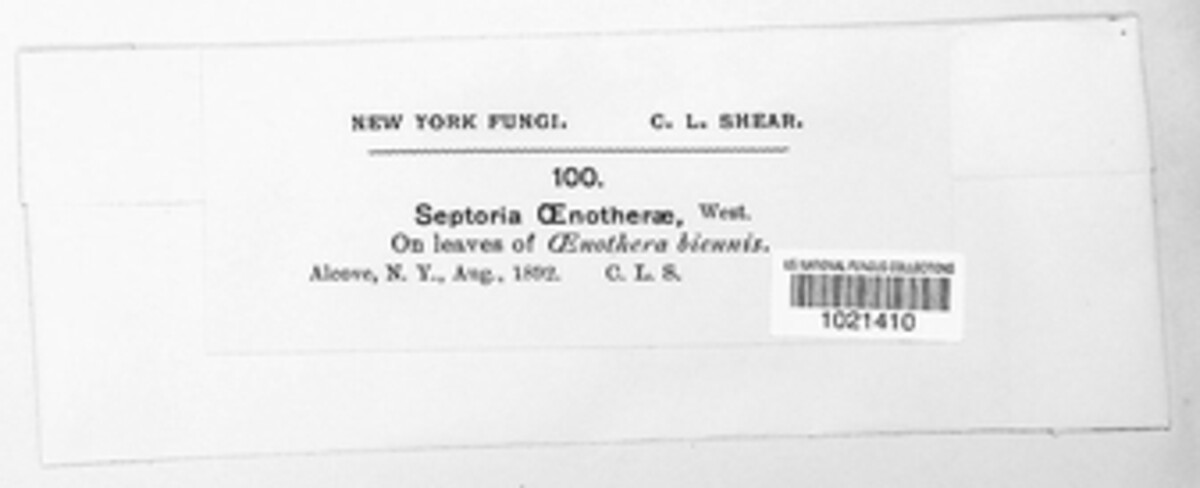 NEW YORK FUNGI. C. L. SHEAR.
100.
Septoria Œnotheræ, West.
On leaves of Œnothera biennis.
Alcove, N. Y., Aug., 1892. C. L. S.
US NATIONAL FUNGUS COLLECTIONS
1021410